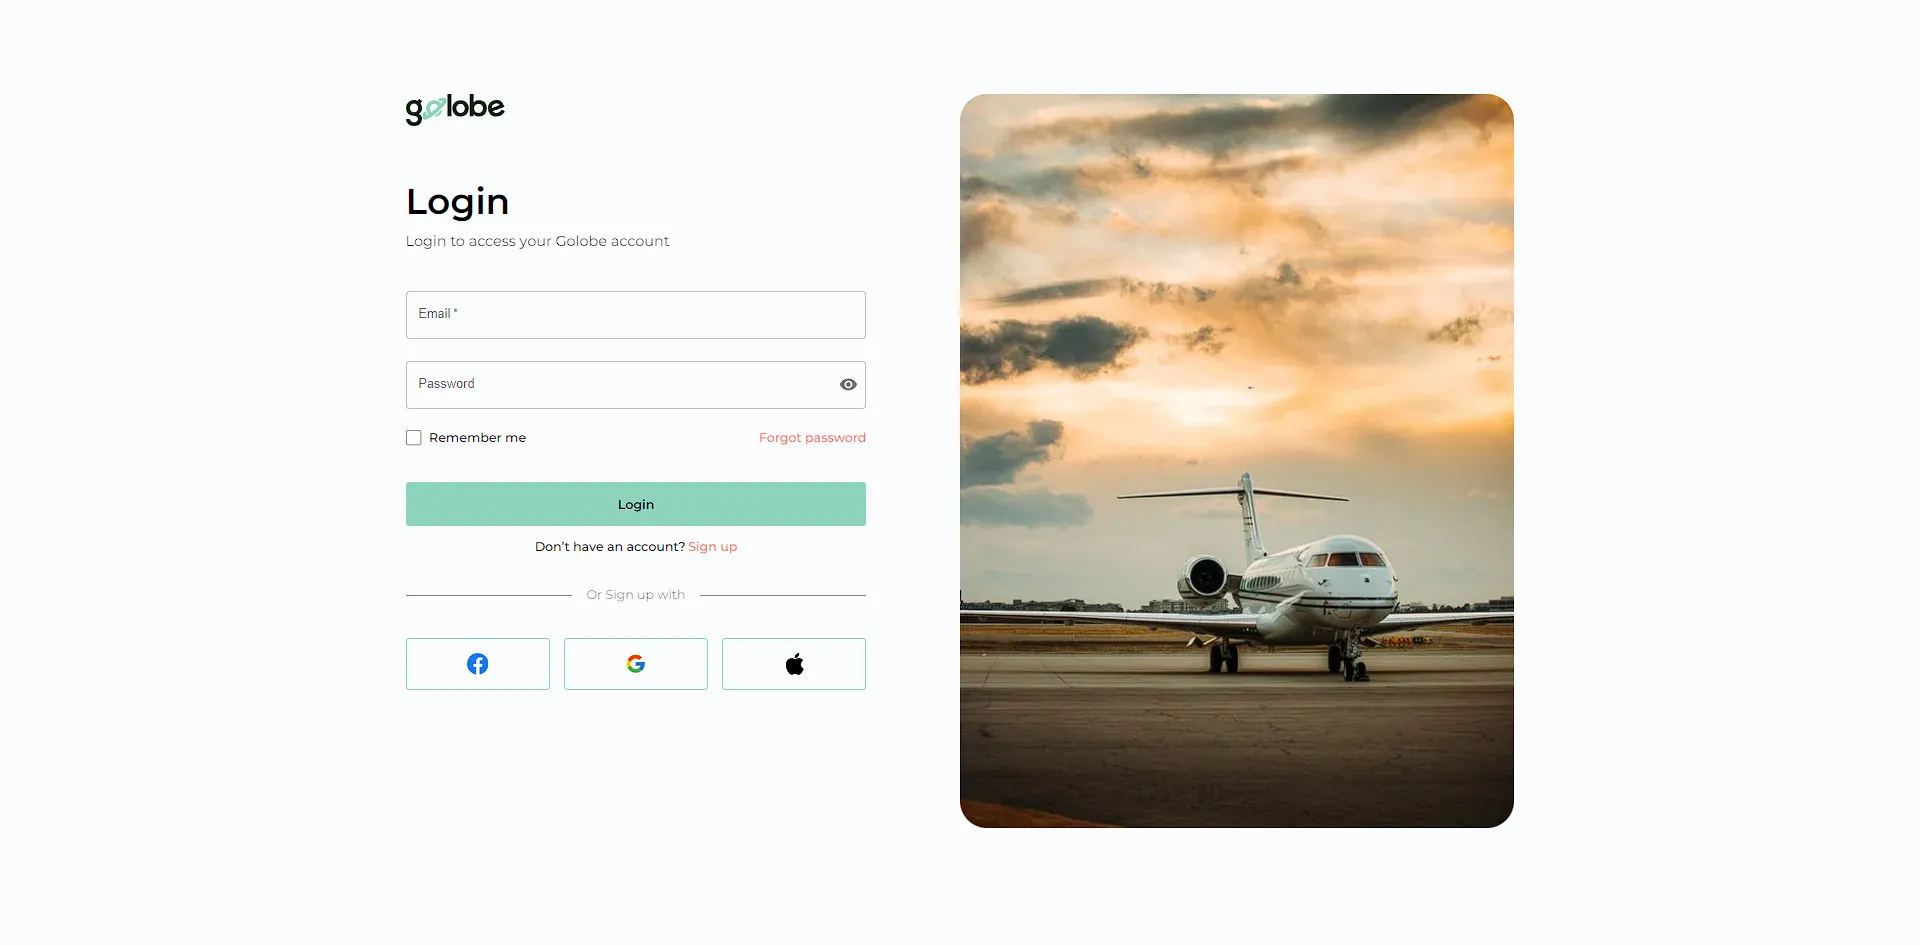 golobe
Login
Login to access your Golobe account
Email *
Password
Remember me
Forgot password
Login
Don’t have an account? Sign up
Or Sign up with